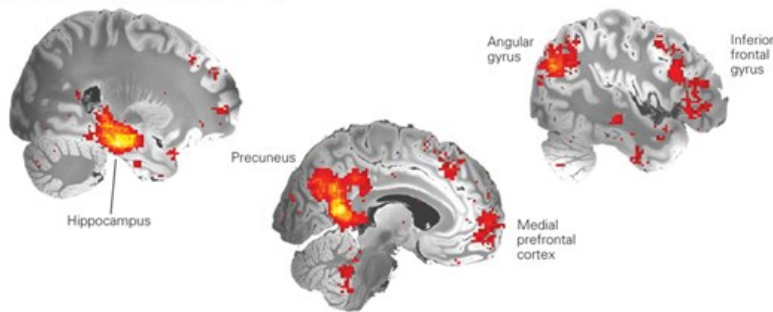 Angular
gyrus
Inferior
frontal
gyrus
Precuneus
Hippocampus
Medial
prefrontal
cortex